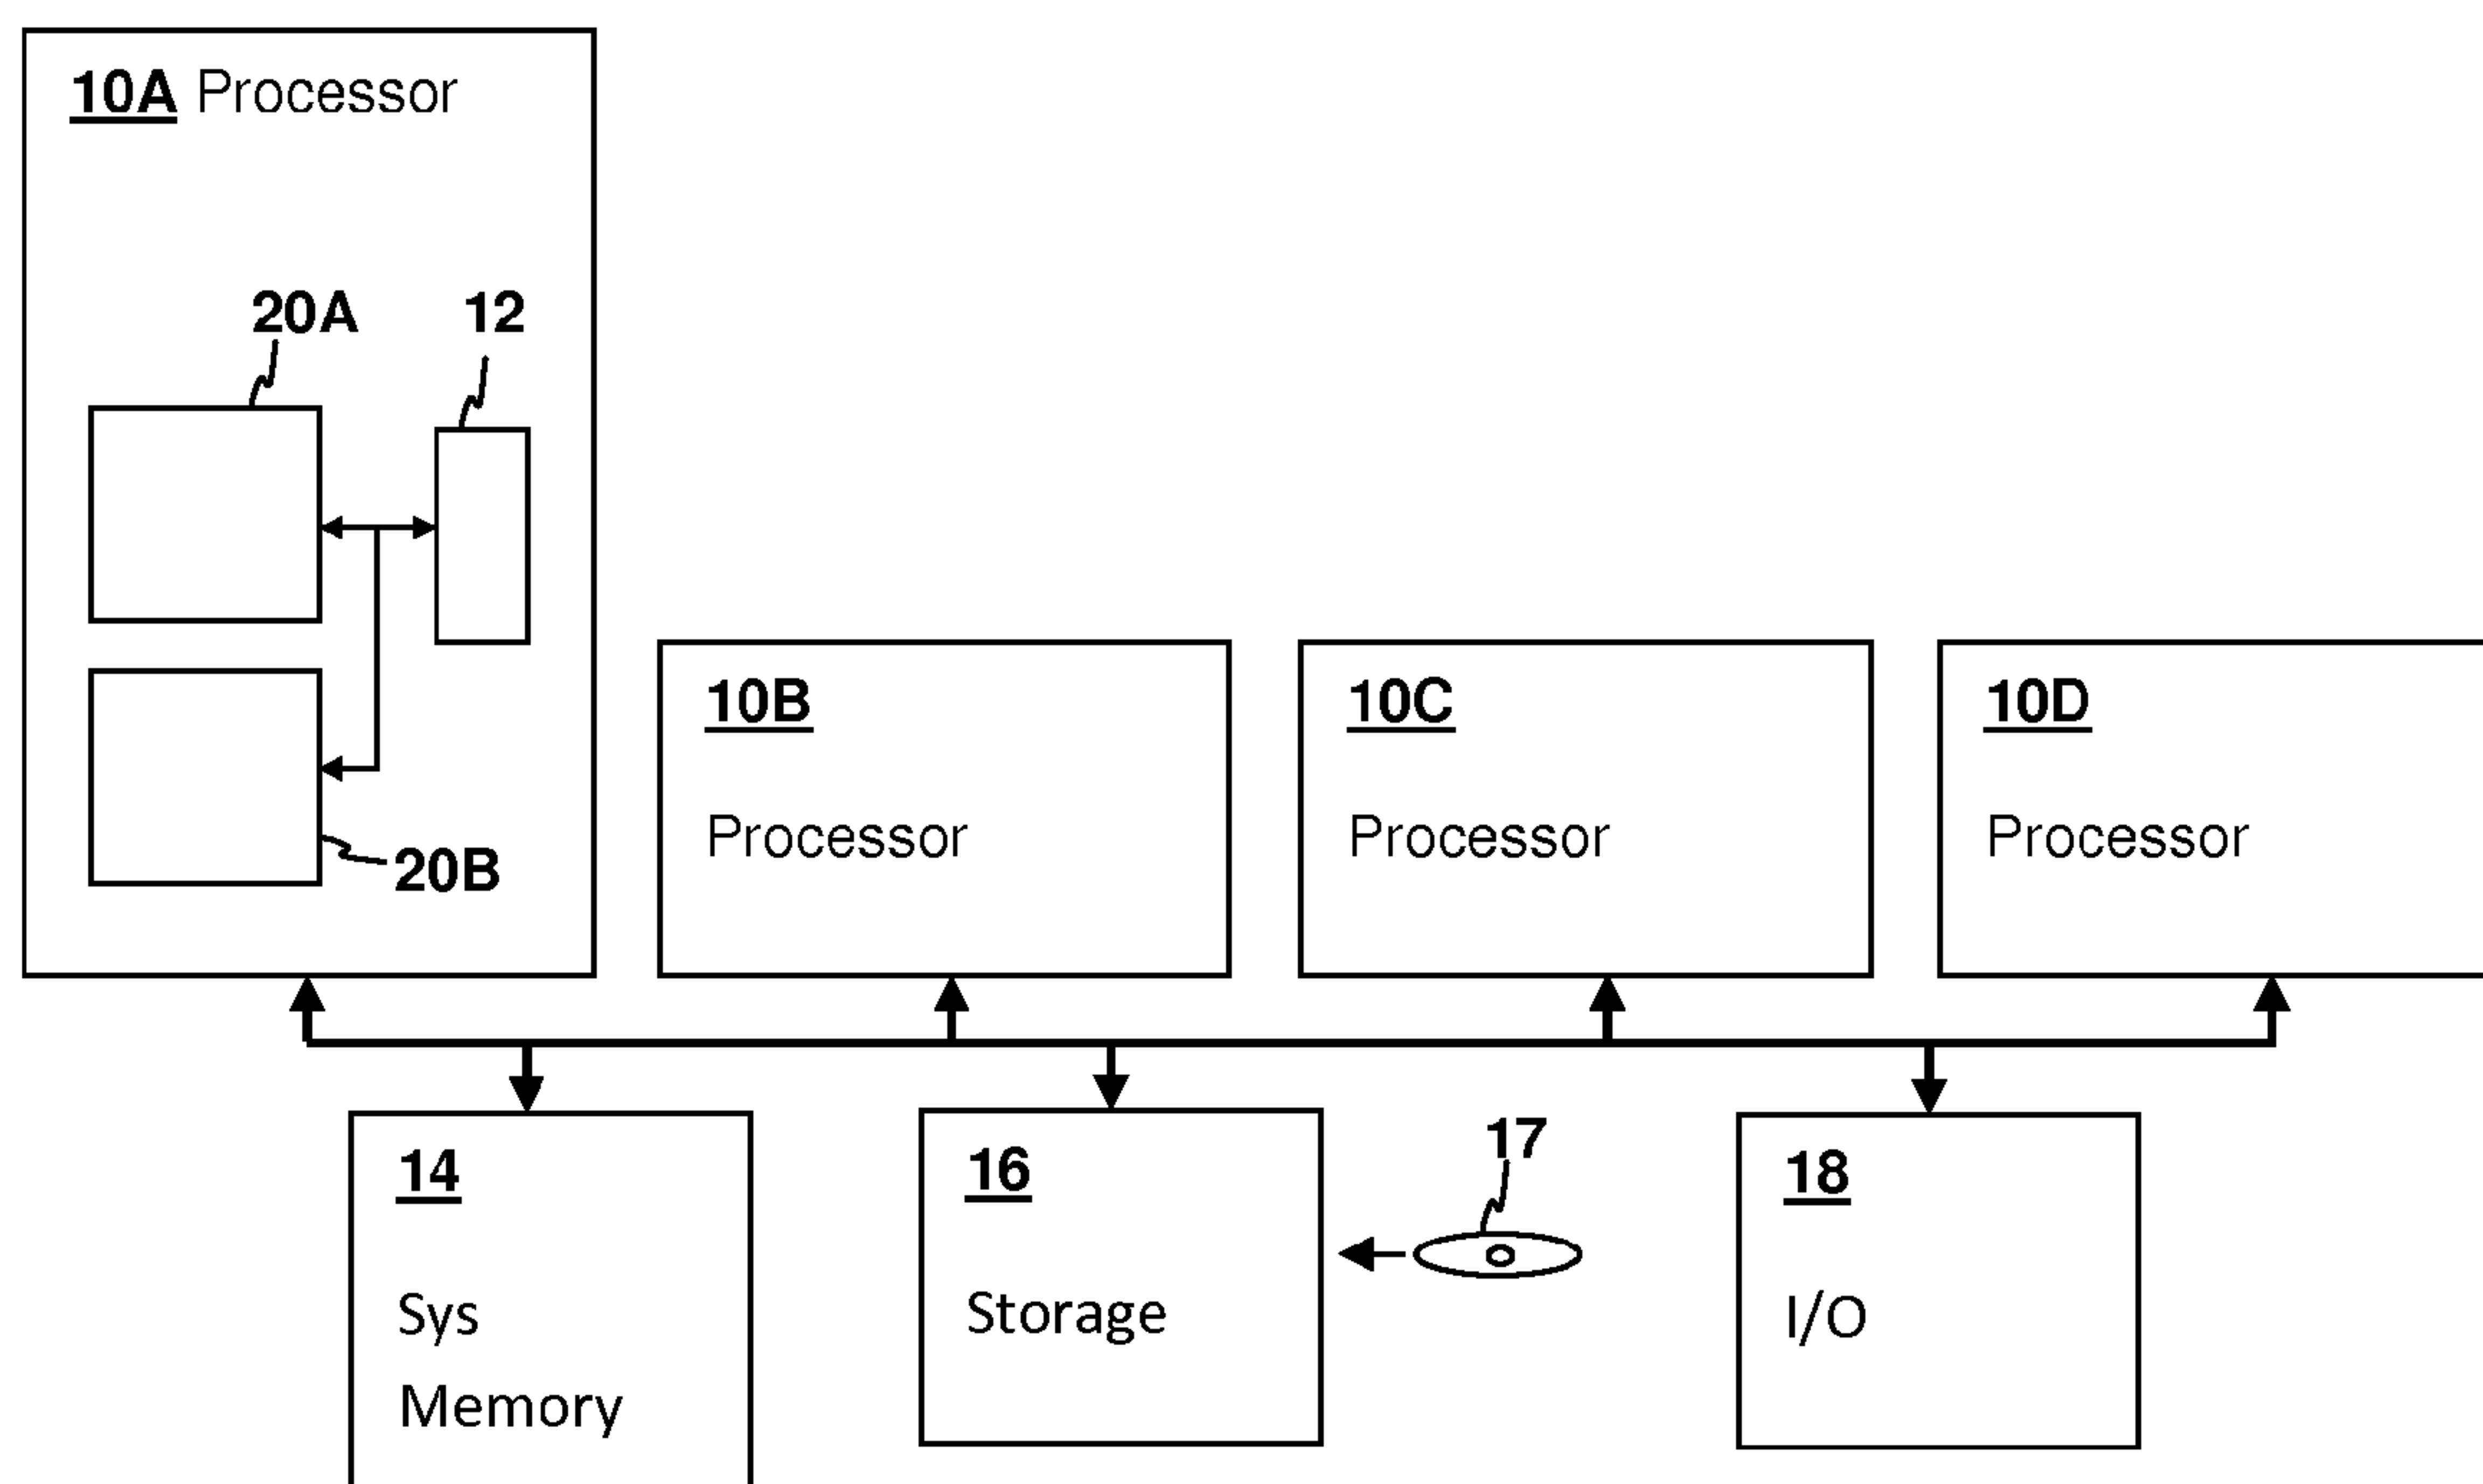 10A Processor
20A
12
20B
10B
Processor
10C
Processor
10D
Processor
14
Sys
Memory
16
Storage
17
18
I/O